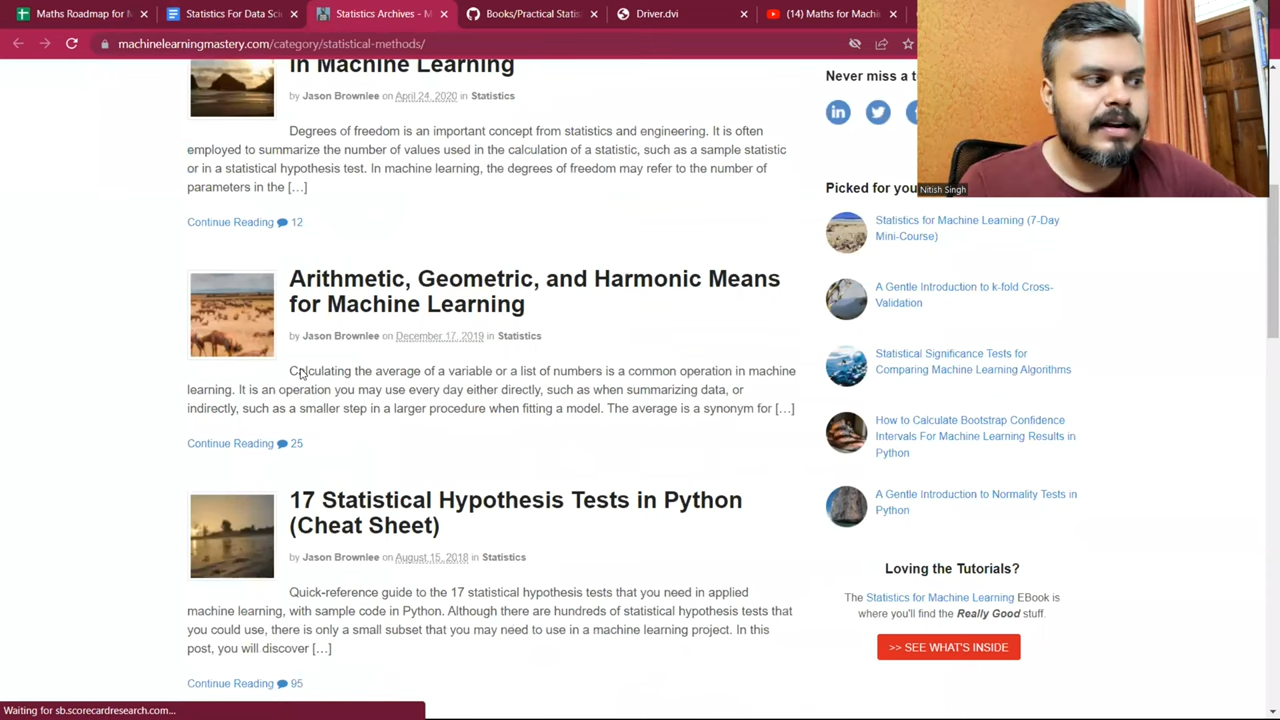 Maths Roadmap for M
Statistics For Data Sci
Statistics Archives - M
Books/Practical Statis
Driver.dvi
(14) Maths for Machin
machinelearningmastery.com/category/statistical-methods/
in Machine Learning
by Jason Brownlee on April 24, 2020 in Statistics
Degrees of freedom is an important concept from statistics and engineering. It is often
employed to summarize the number of values used in the calculation of a statistic, such as a sample statistic
or in a statistical hypothesis test. In machine learning, the degrees of freedom may refer to the number of
parameters in the […]
Continue Reading 12
Arithmetic, Geometric, and Harmonic Means
for Machine Learning
by Jason Brownlee on December 17, 2019 in Statistics
Calculating the average of a variable or a list of numbers is a common operation in machine
learning. It is an operation you may use every day either directly, such as when summarizing data, or
indirectly, such as a smaller step in a larger procedure when fitting a model. The average is a synonym for […]
Continue Reading 25
17 Statistical Hypothesis Tests in Python
(Cheat Sheet)
by Jason Brownlee on August 15, 2018 in Statistics
Quick-reference guide to the 17 statistical hypothesis tests that you need in applied
machine learning, with sample code in Python. Although there are hundreds of statistical hypothesis tests that
you could use, there is only a small subset that you may need to use in a machine learning project. In this
post, you will discover […]
Continue Reading 95
Never miss a t
Picked for you
Statistics for Machine Learning (7-Day
Mini-Course)
A Gentle Introduction to k-fold Cross-
Validation
Statistical Significance Tests for
Comparing Machine Learning Algorithms
How to Calculate Bootstrap Confidence
Intervals For Machine Learning Results in
Python
A Gentle Introduction to Normality Tests in
Python
Loving the Tutorials?
The Statistics for Machine Learning EBook is
where you'll find the Really Good stuff.
>> SEE WHAT'S INSIDE
Nitish Singh
Waiting for sb.scorecardresearch.com...